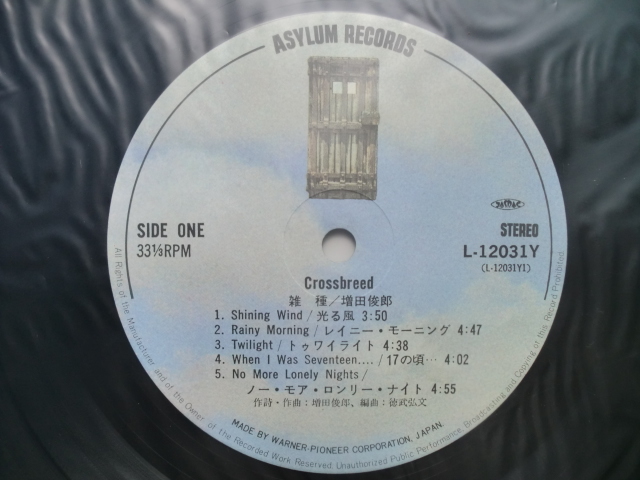 ASYLUM RECORDS
SIDE ONE
33⅓RPM
STEREO
L-12031Y
(L-12031Y1)
Crossbreed
雑 種/増田俊郎
1. Shining Wind/光る風 3:50
2. Rainy Morning/レイニー・モーニング 4:47
3. Twilight/トゥワイライト 4:38
4. When I Was Seventeen..../17の頃… 4:02
5. No More Lonely Nights/
ノー・モア・ロンリー・ナイト 4:55
作詩・作曲:増田俊郎、編曲:徳武弘文
MADE BY WARNER-PIONEER CORPORATION, JAPAN.
All Rights of the Manufacturer and of the Owner of the Recorded Work Reserved. Unauthorized Public Performance, Broadcasting and Copying of this Record Prohibited.